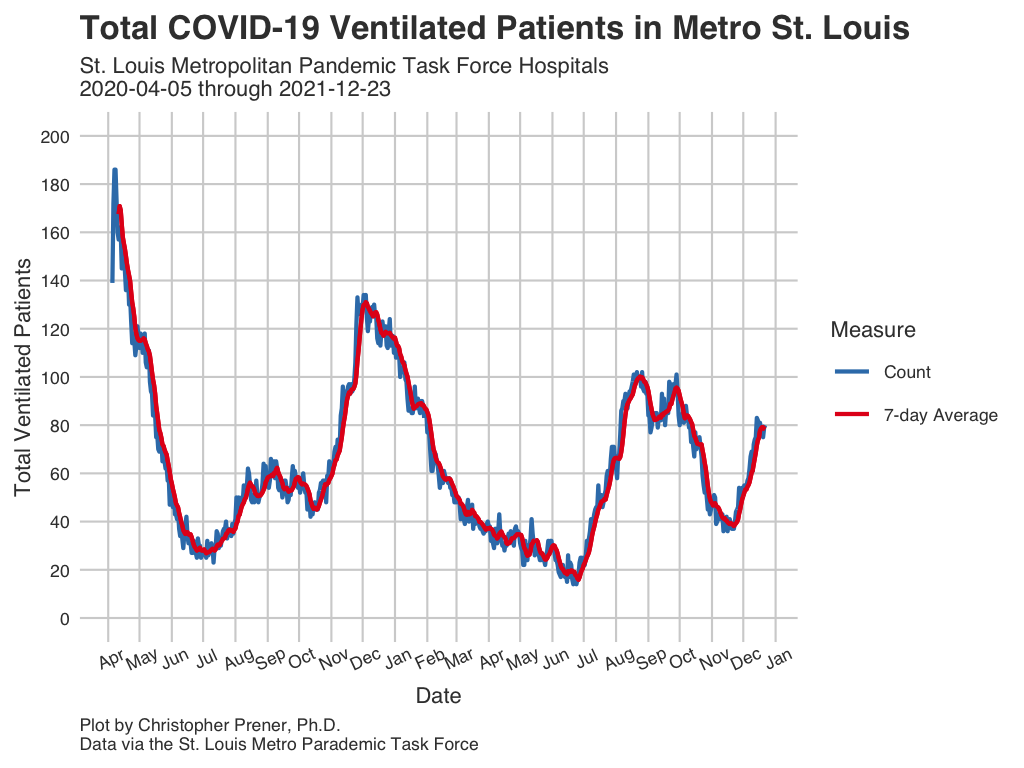 Total COVID-19 Ventilated Patients in Metro St. Louis
St. Louis Metropolitan Pandemic Task Force Hospitals
2020-04-05 through 2021-12-23
Total Ventilated Patients
200
180
160
140
120
100
80
60
40
20
0
Apr May Jun Jul Aug Sep Oct Nov Dec Jan Feb Mar Apr May Jun Jul Aug Sep Oct Nov Dec Jan
Date
Measure
Count
7-day Average
Plot by Christopher Prener, Ph.D.
Data via the St. Louis Metro Parademic Task Force